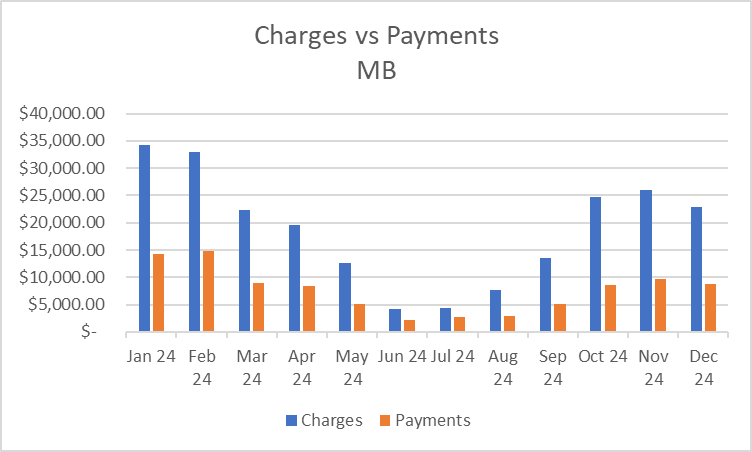 Charges vs Payments
MB
$40,000.00
$35,000.00
$30,000.00
$25,000.00
$20,000.00
$15,000.00
$10,000.00
$5,000.00
$-
Jan 24 Feb 24 Mar 24 Apr 24 May 24 Jun 24 Jul 24 Aug 24 Sep 24 Oct 24 Nov 24 Dec 24
Charges Payments